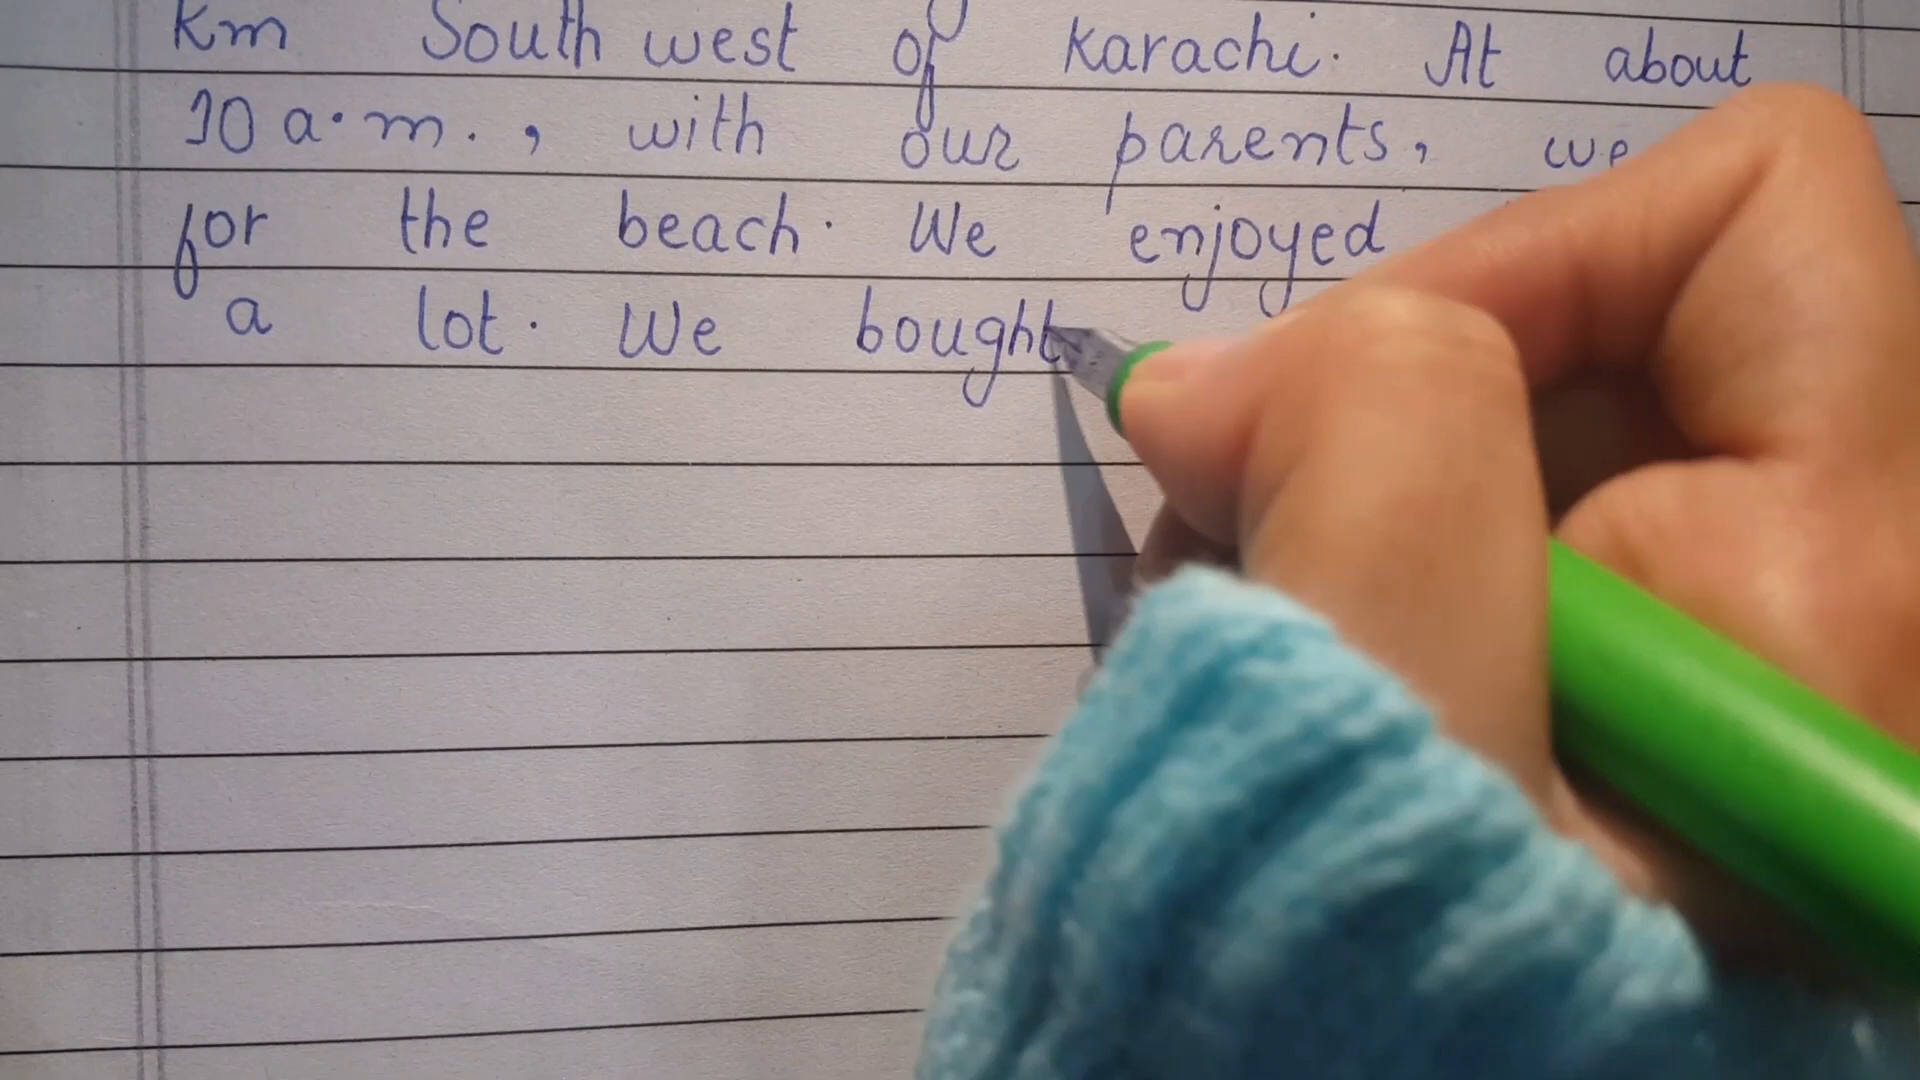 Km South west of Karachi. At about
10 a.m., with our parents, we
for the beach. We enjoyed
a lot. We bought